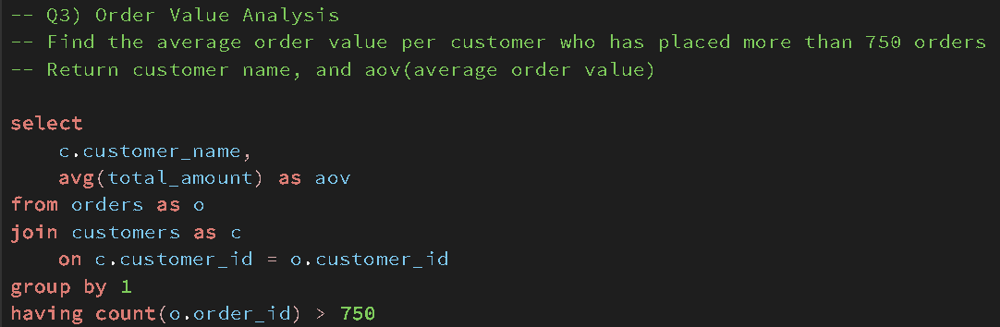 -- Q3) Order Value Analysis
-- Find the average order value per customer who has placed more than 750 orders
-- Return customer name, and aov(average order value)

select
    c.customer_name,
    avg(total_amount) as aov
from orders as o
join customers as c
    on c.customer_id = o.customer_id
group by 1
having count(o.order_id) > 750